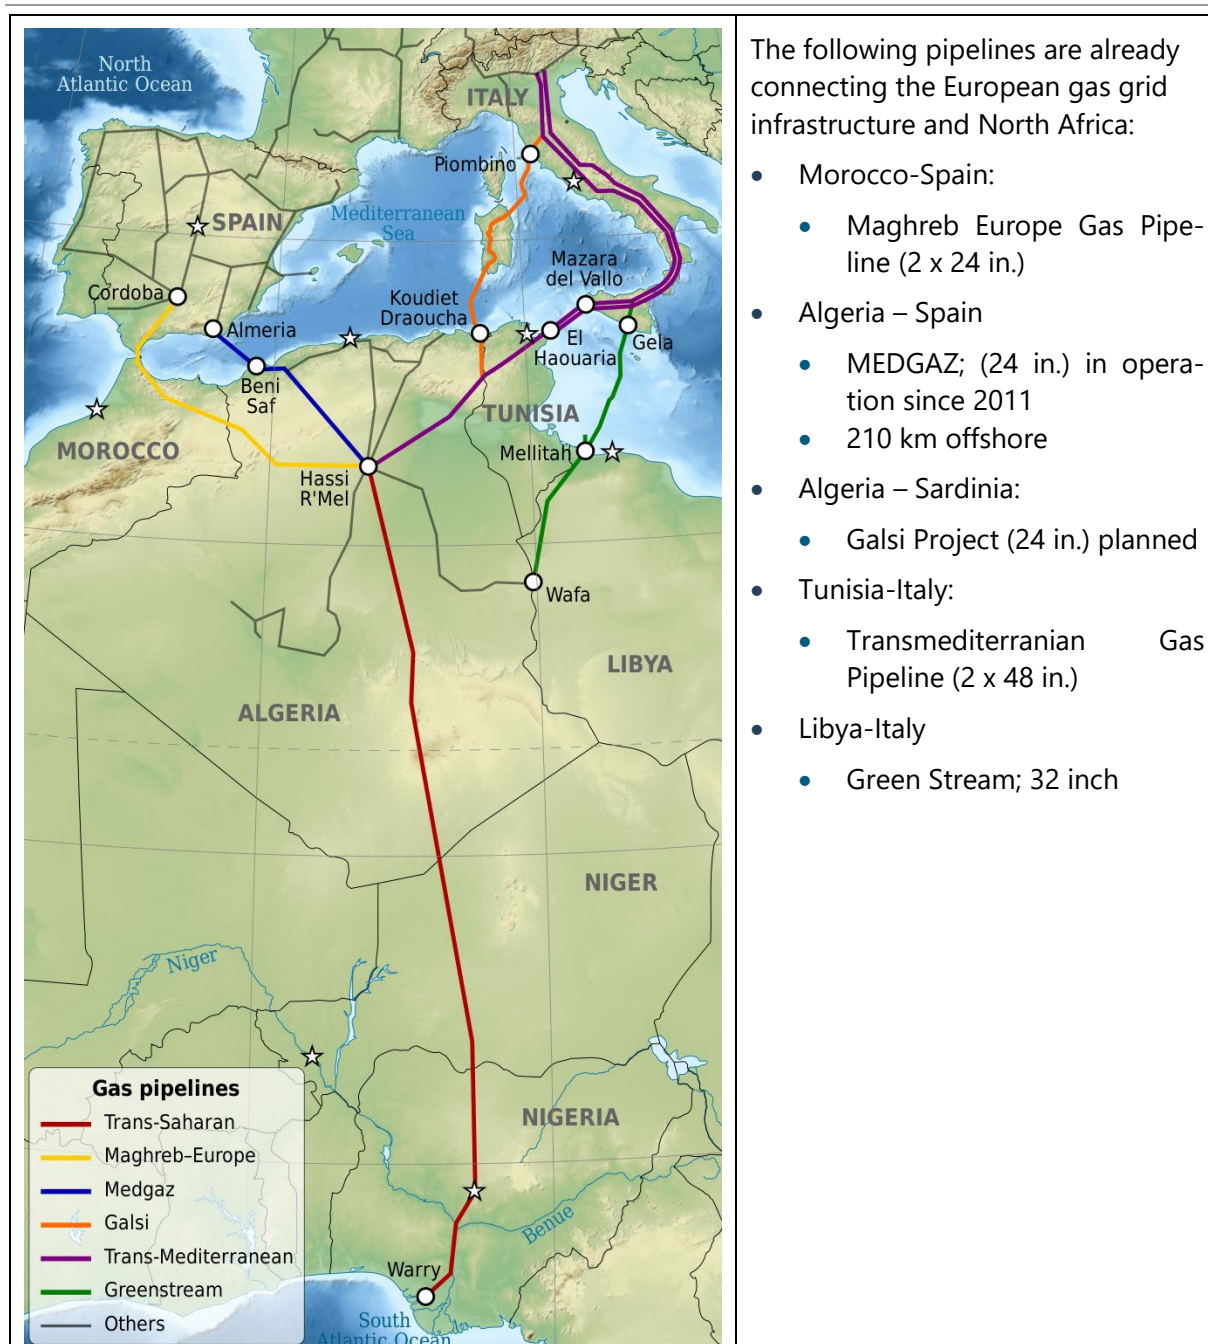 North
Atlantic Ocean
ITALY
Piombino
SPAIN
Mediterranean
Sea
Mazara
del Vallo
Cordoba
Koudiet
Draoucha
Almeria
El
Haouaria
Gela
Beni
Saf
TUNISIA
MOROCCO
Mellitah
Hassi
R'Mel
Wafa
LIBYA
ALGERIA
NIGER
Niger
NIGERIA
Benue
Warry
South
Atlantic Ocean
Gas pipelines
Trans-Saharan
Maghreb–Europe
Medgaz
Galsi
Trans-Mediterranean
Greenstream
Others
The following pipelines are already
connecting the European gas grid
infrastructure and North Africa:
• Morocco-Spain:
• Maghreb Europe Gas Pipe-
line (2 x 24 in.)
• Algeria – Spain
• MEDGAZ; (24 in.) in opera-
tion since 2011
• 210 km offshore
• Algeria – Sardinia:
• Galsi Project (24 in.) planned
• Tunisia-Italy:
• Transmediterranian Gas
Pipeline (2 x 48 in.)
• Libya-Italy
• Green Stream; 32 inch